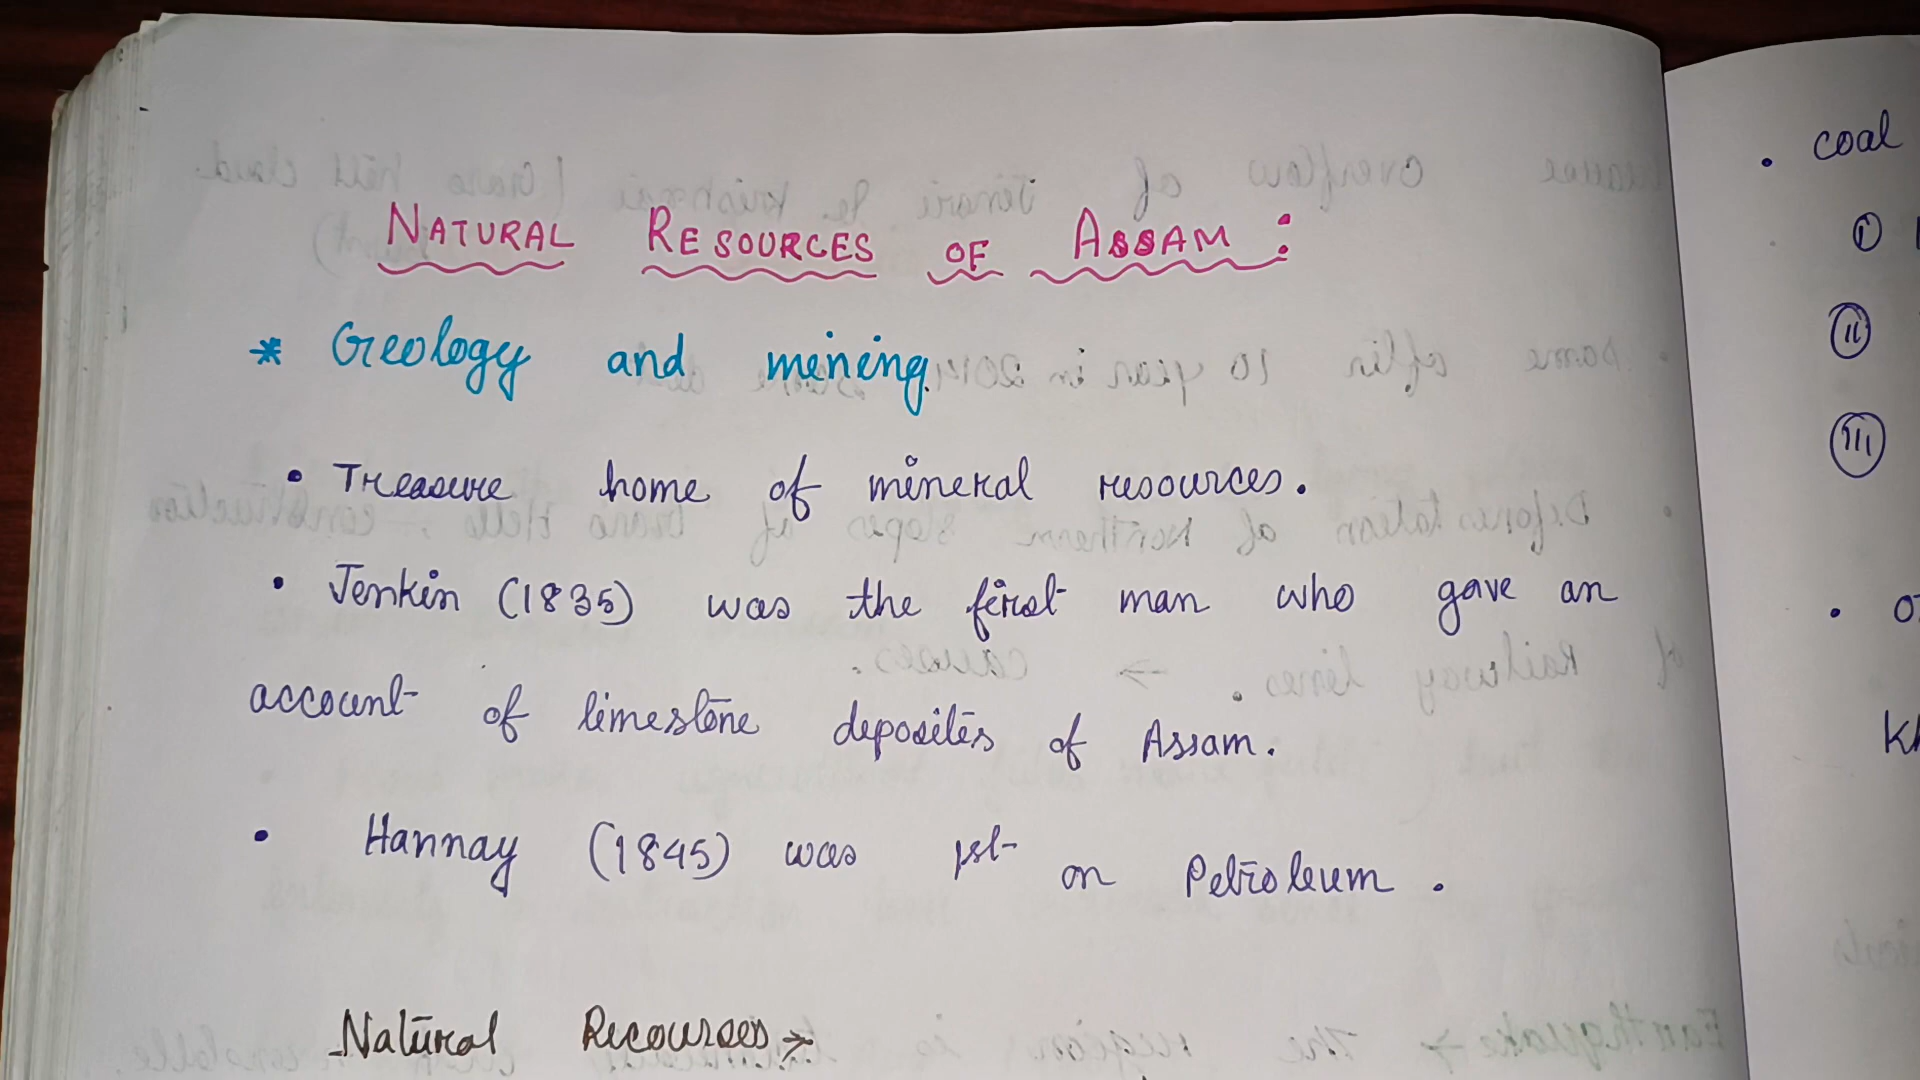 NATURAL RESOURCES OF ASSAM :
* Geology and mining.
• Treasure home of mineral resources.
• Jenkin (1835) was the first man who gave an
account of limestone deposites of Assam.
• Hannay (1845) was 1st on Petroleum.
Natural Recourses
• coal
(i)
(ii)
(iii)
•